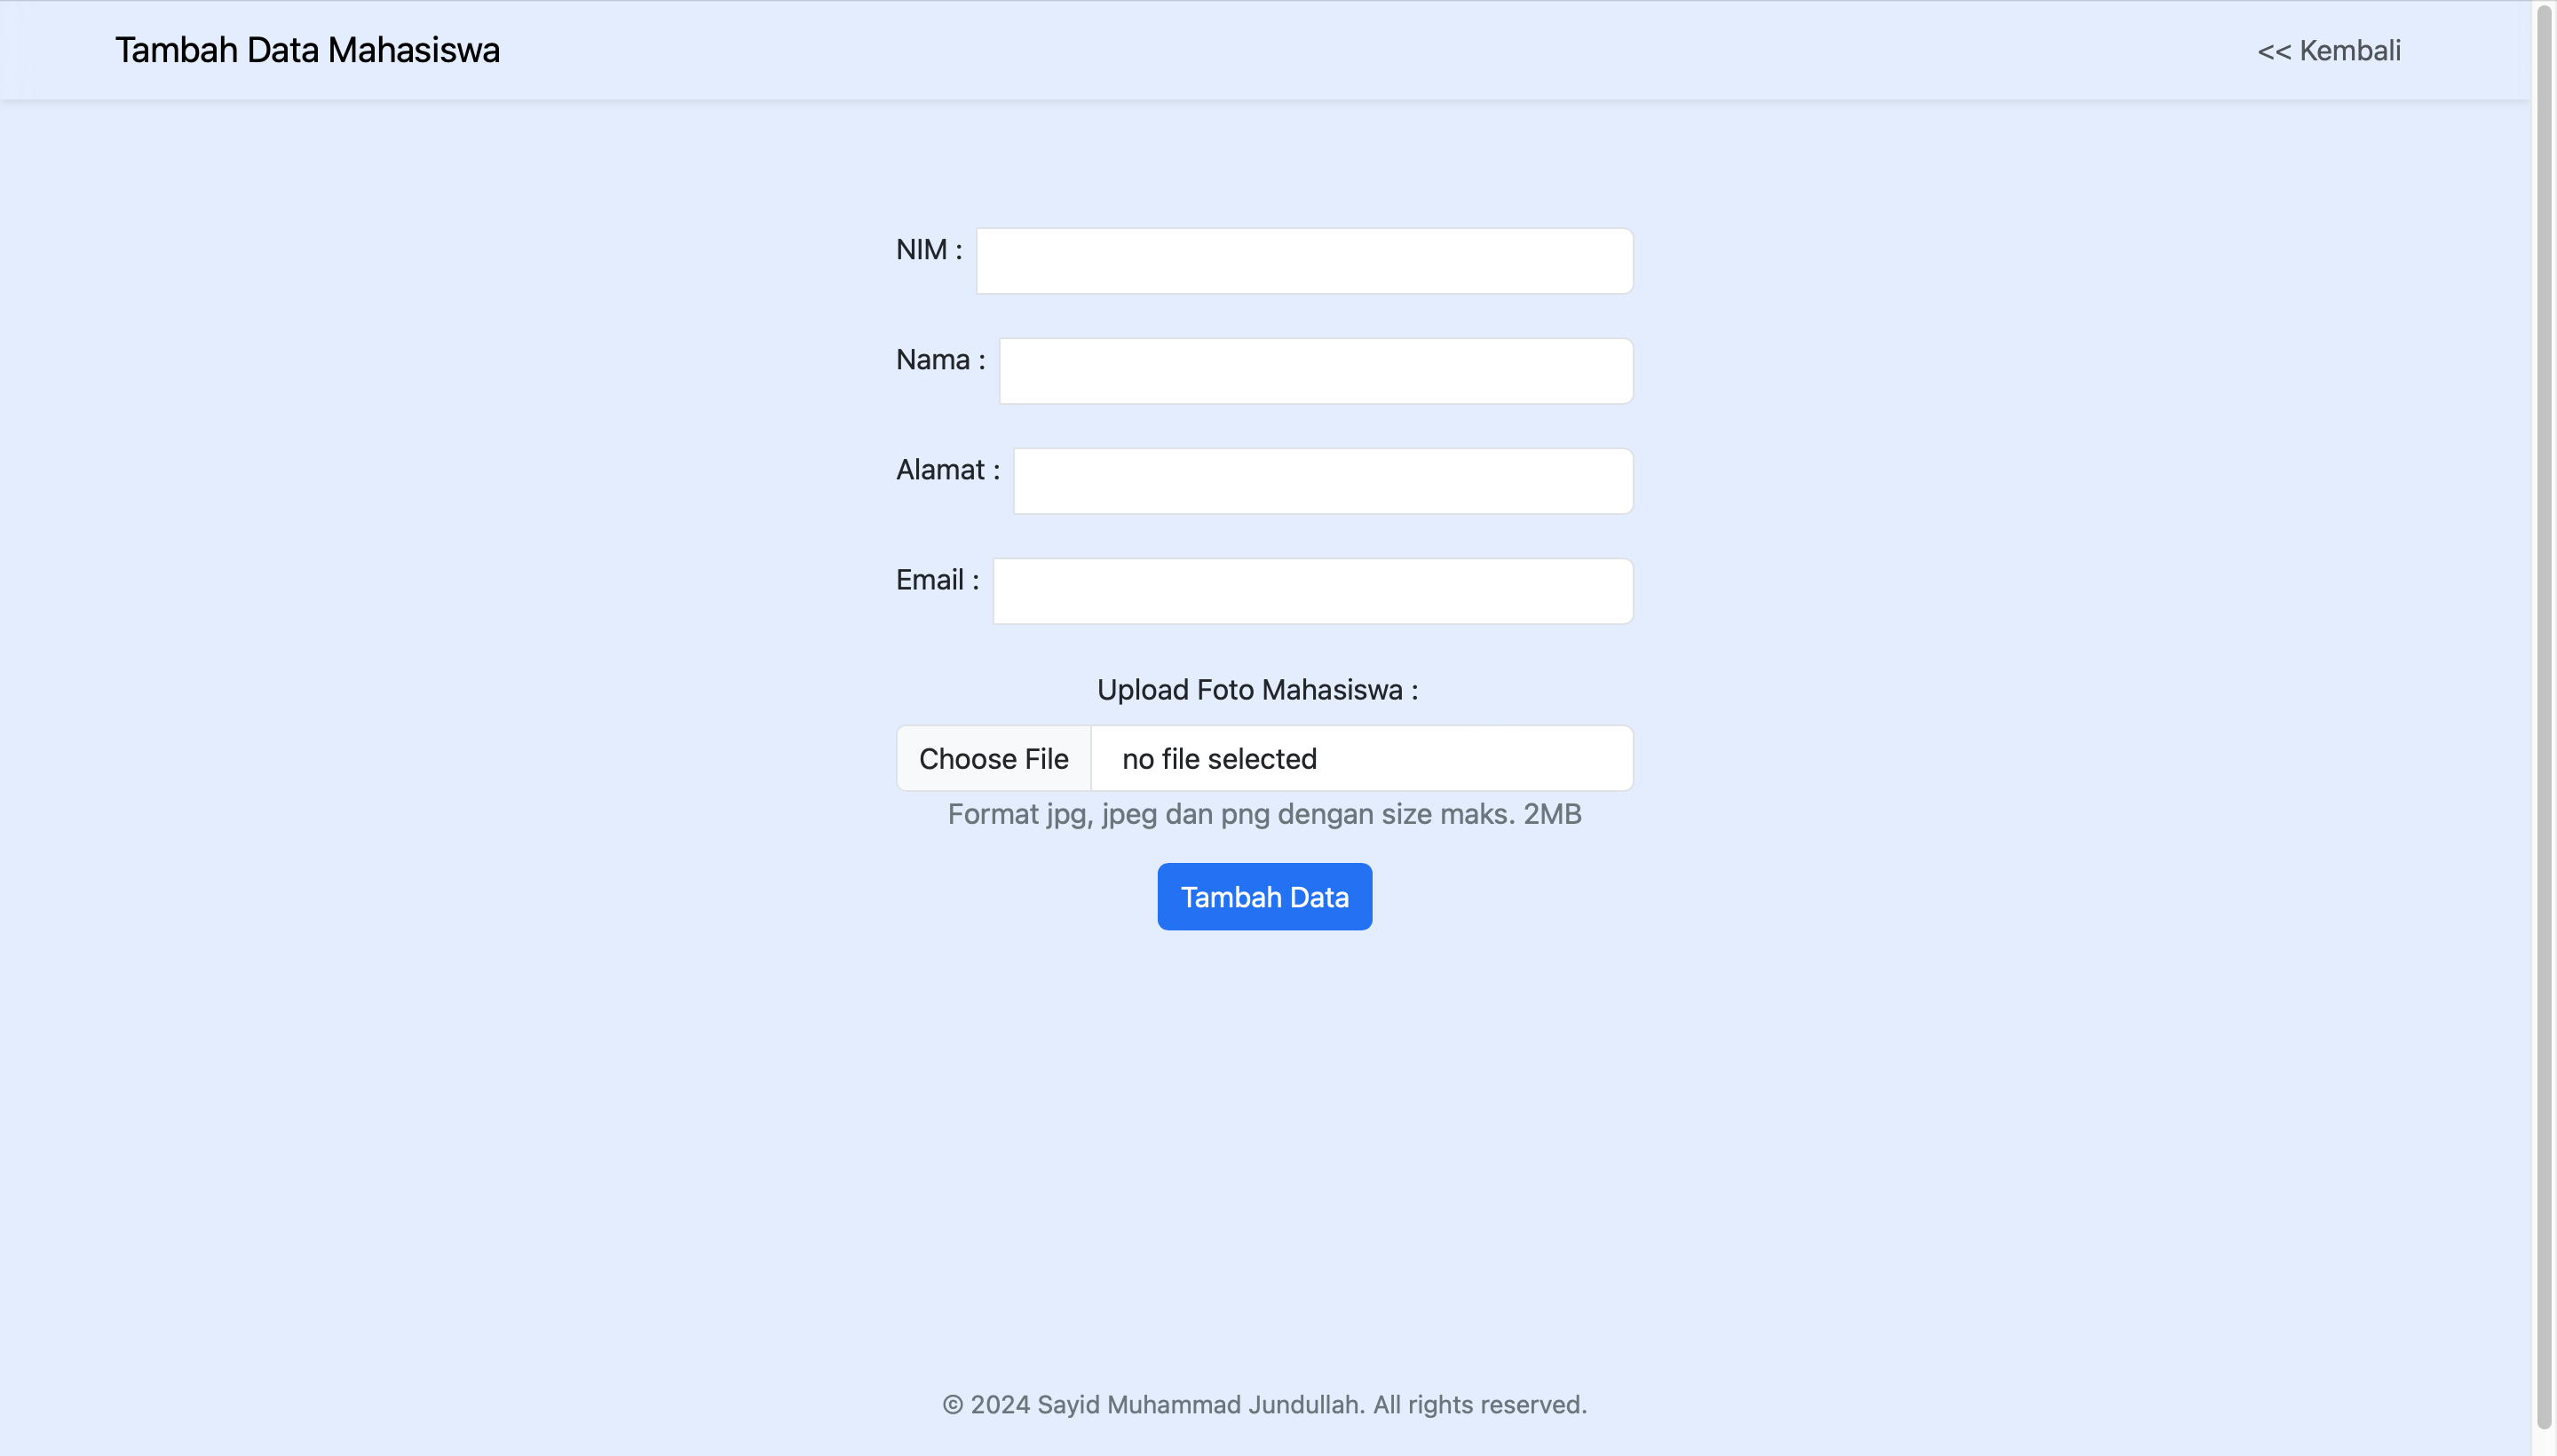 Tambah Data Mahasiswa
<< Kembali
NIM :
Nama :
Alamat :
Email :
Upload Foto Mahasiswa :
Choose File no file selected
Format jpg, jpeg dan png dengan size maks. 2MB
Tambah Data
© 2024 Sayid Muhammad Jundullah. All rights reserved.